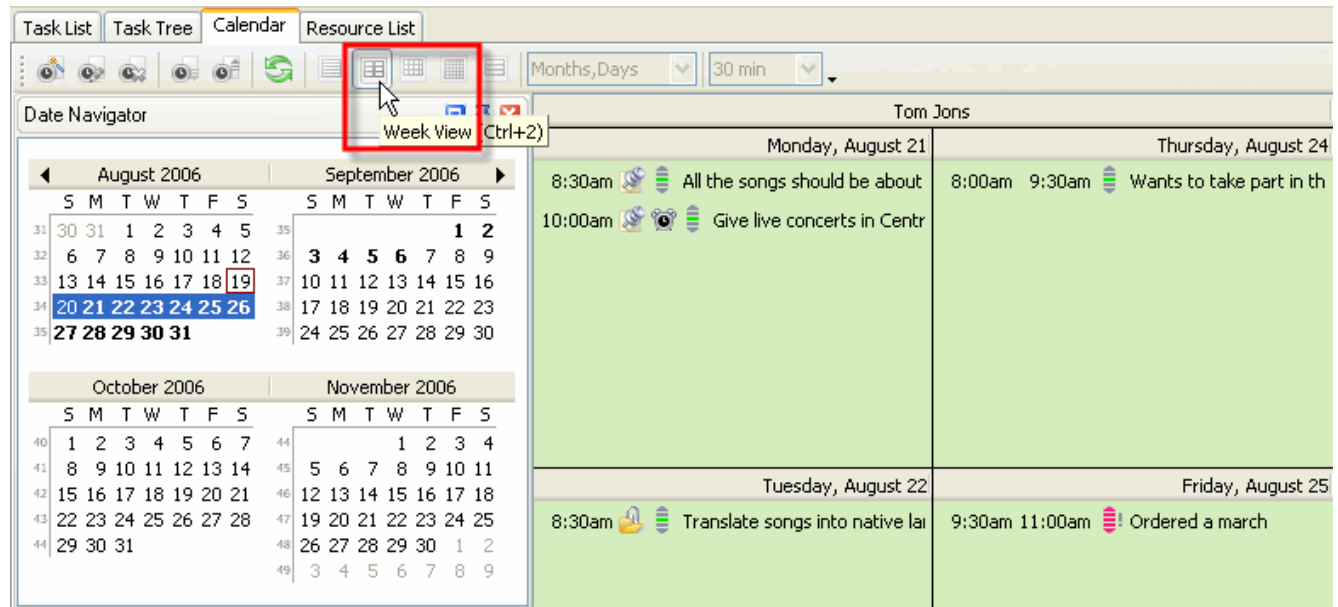 Task List Task Tree Calendar Resource List
Months,Days 30 min
Date Navigator
Week View (Ctrl+2)
Tom Jons
August 2006 September 2006
S M T W T F S S M T W T F S
31 30 31 1 2 3 4 5 35 1 2
32 6 7 8 9 10 11 12 36 3 4 5 6 7 8 9
33 13 14 15 16 17 18 19 37 10 11 12 13 14 15 16
34 20 21 22 23 24 25 26 38 17 18 19 20 21 22 23
35 27 28 29 30 31 39 24 25 26 27 28 29 30
October 2006 November 2006
S M T W T F S S M T W T F S
40 1 2 3 4 5 6 7 44 1 2 3 4
41 8 9 10 11 12 13 14 45 5 6 7 8 9 10 11
42 15 16 17 18 19 20 21 46 12 13 14 15 16 17 18
43 22 23 24 25 26 27 28 47 19 20 21 22 23 24 25
44 29 30 31 48 26 27 28 29 30 1 2
49 3 4 5 6 7 8 9
Monday, August 21
8:30am All the songs should be about
10:00am Give live concerts in Centr
Thursday, August 24
8:00am 9:30am Wants to take part in th
Tuesday, August 22
8:30am Translate songs into native lan
Friday, August 25
9:30am 11:00am ! Ordered a march